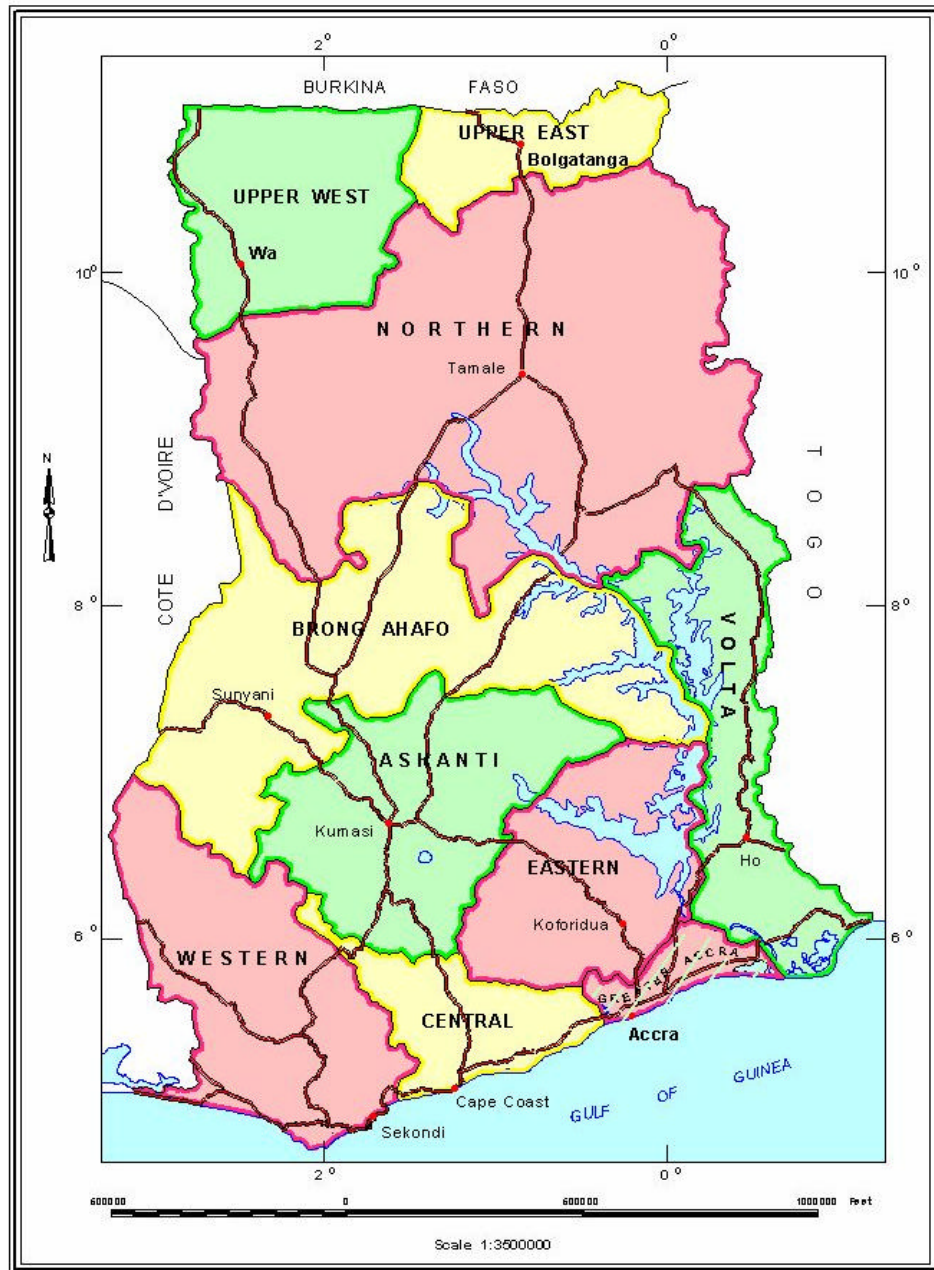 2° 0°
BURKINA FASO
UPPER EAST
Bolgatanga
UPPER WEST
Wa
10° 10°
NORTHERN
Tamale
COTE D'VOIRE
TOGO
N
8° 8°
BRONG AHAFO
VOLTA
Sunyani
ASHANTI
Kumasi
Ho
EASTERN
Koforidua
6° 6°
WESTERN
GREATER ACCRA
CENTRAL
Accra
GULF OF GUINEA
Cape Coast
Sekondi
2° 0°
600000 0 600000 1000000 Feet
Scale 1:3500000